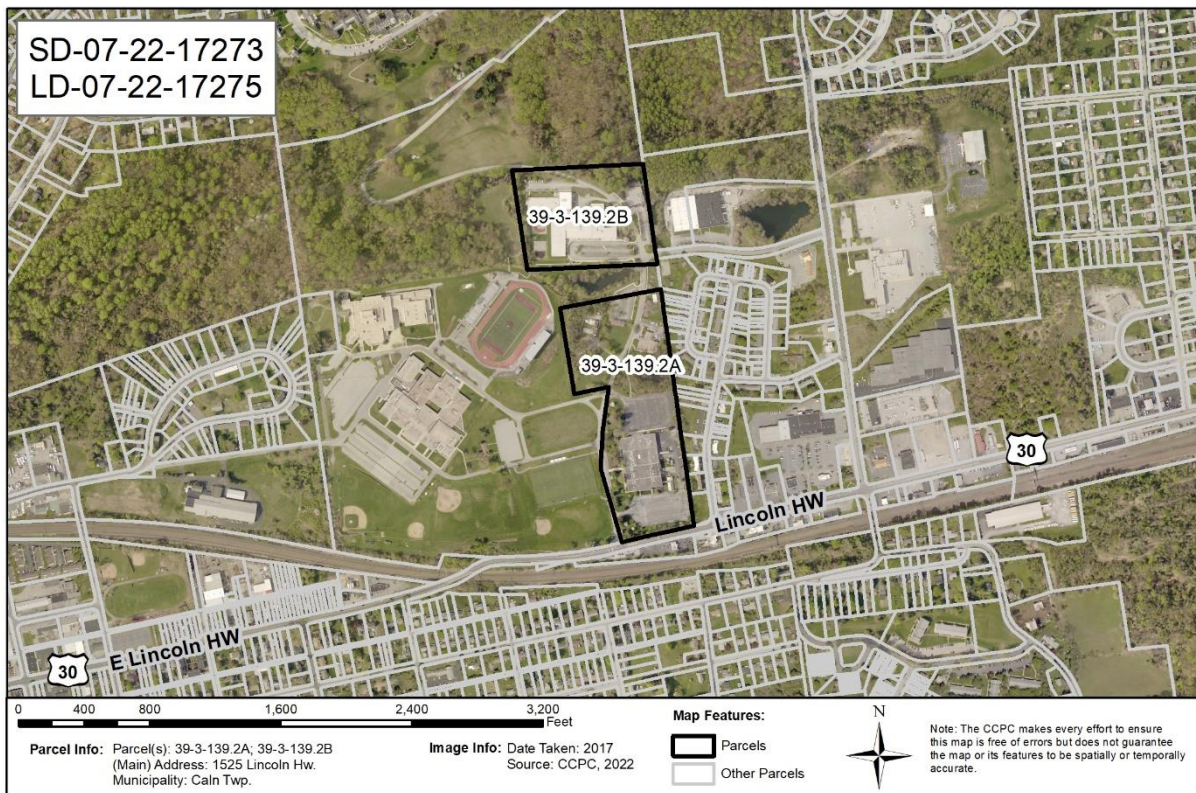 SD-07-22-17273
LD-07-22-17275
39-3-139.2B
39-3-139.2A
30
Lincoln HW
E Lincoln HW
30
0 400 800 1,600 2,400 3,200
Feet
Parcel Info: Parcel(s): 39-3-139.2A; 39-3-139.2B
(Main) Address: 1525 Lincoln Hw.
Municipality: Caln Twp.
Image Info: Date Taken: 2017
Source: CCPC, 2022
Map Features:
Parcels
Other Parcels
N
Note: The CCPC makes every effort to ensure
this map is free of errors but does not guarantee
the map or its features to be spatially or temporally
accurate.